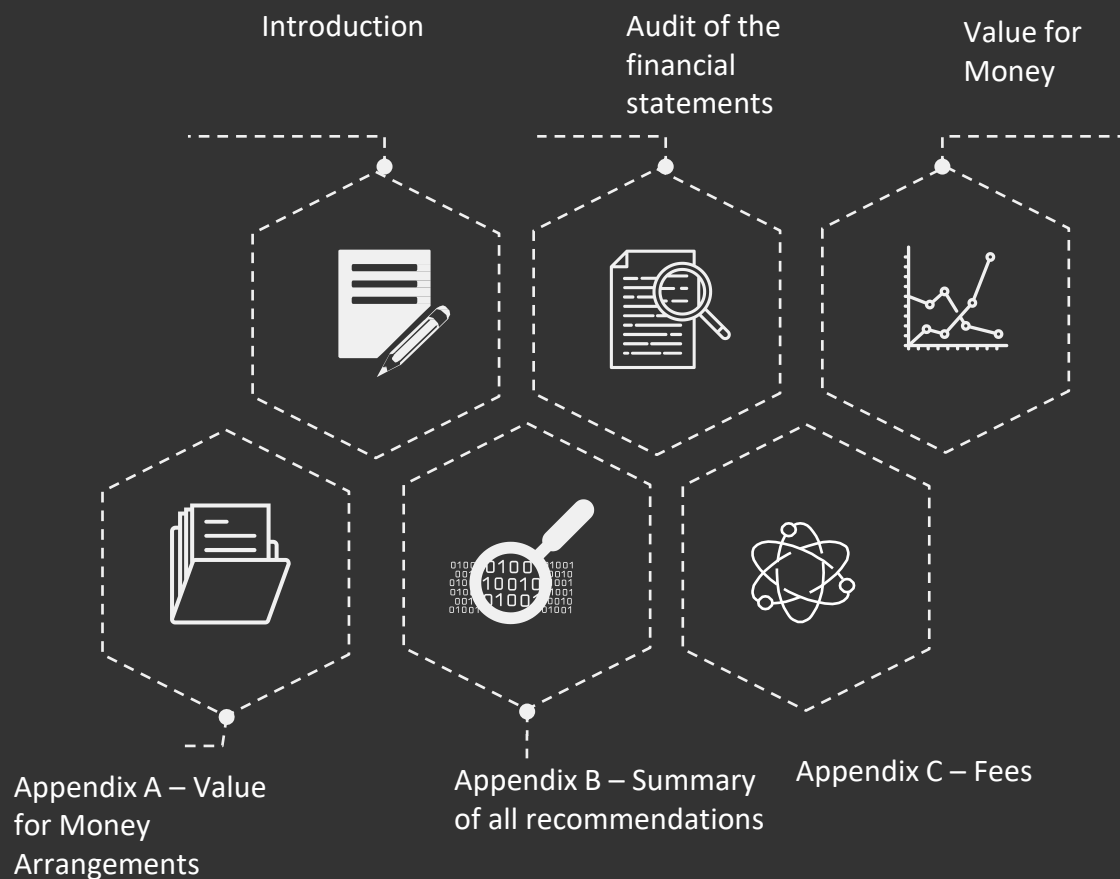 Introduction
Audit of the
financial
statements
Value for
Money
Appendix A – Value
for Money
Arrangements
Appendix B – Summary
of all recommendations
Appendix C – Fees